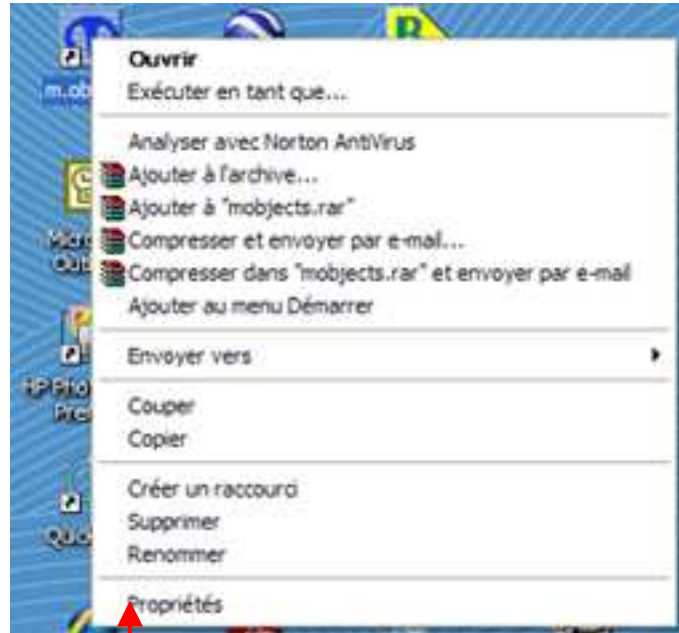 Ouvrir
Exécuter en tant que...
Analyser avec Norton AntiVirus
Ajouter à l'archive...
Ajouter à "mobjects.rar"
Compresser et envoyer par e-mail...
Compresser dans "mobjects.rar" et envoyer par e-mail
Ajouter au menu Démarrer
Envoyer vers
Couper
Copier
Créer un raccourci
Supprimer
Renommer
Propriétés